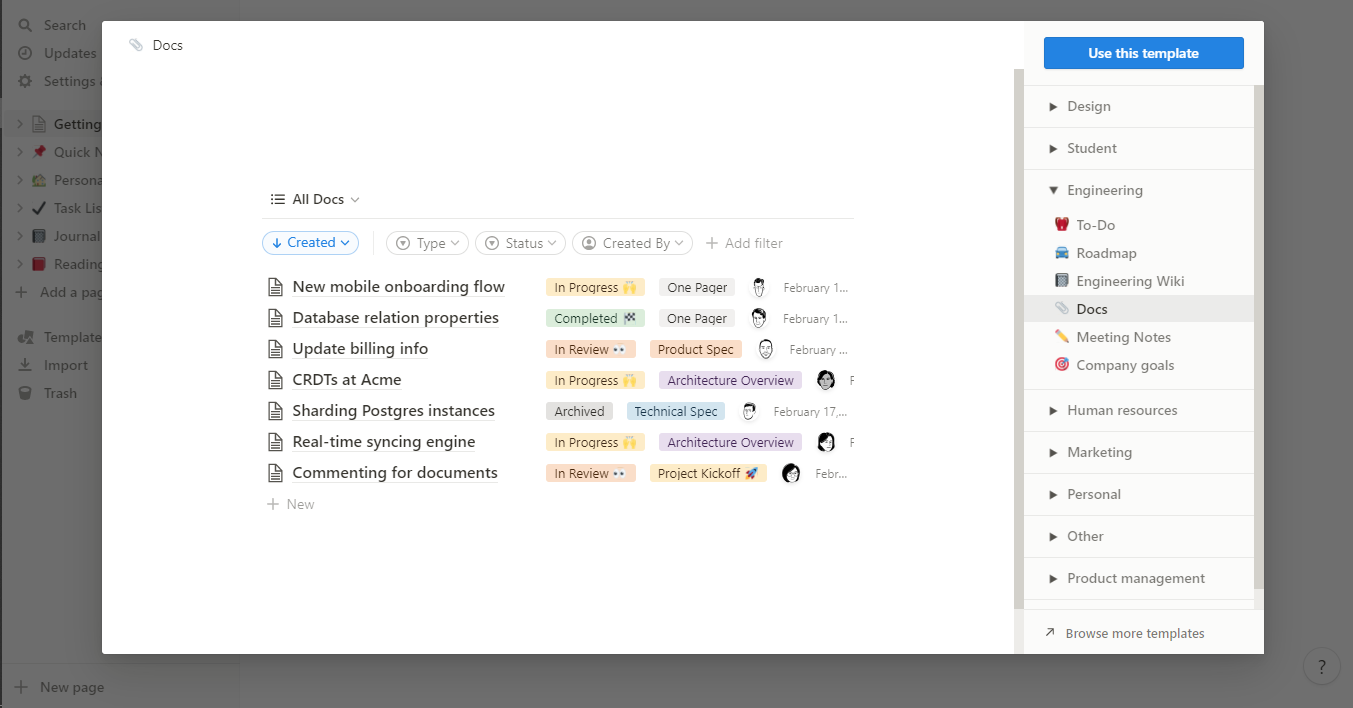 Search
Updates
Settings
Getting
Quick N
Persona
Task Lis
Journal
Reading
Add a pag
Template
Import
Trash
New page
Docs
All Docs
Created Type Status Created By Add filter
New mobile onboarding flow In Progress 🙌 One Pager February 1...
Database relation properties Completed 🏁 One Pager February 1...
Update billing info In Review 👀 Product Spec February ...
CRDTs at Acme In Progress 🙌 Architecture Overview F
Sharding Postgres instances Archived Technical Spec February 17,...
Real-time syncing engine In Progress 🙌 Architecture Overview F
Commenting for documents In Review 👀 Project Kickoff 🚀 Febr...
New
Use this template
Design
Student
Engineering
To-Do
Roadmap
Engineering Wiki
Docs
Meeting Notes
Company goals
Human resources
Marketing
Personal
Other
Product management
Browse more templates
?